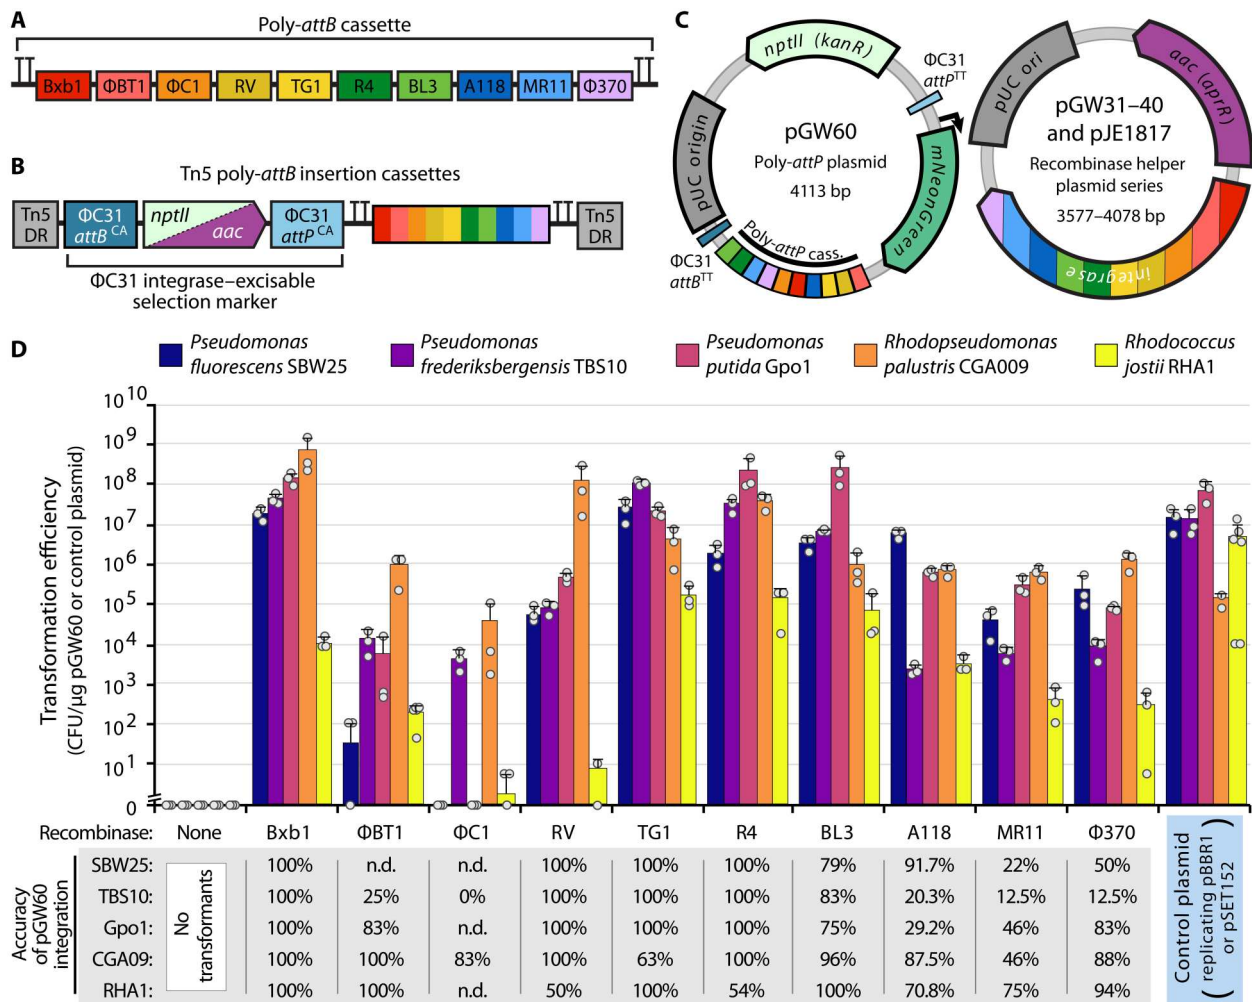 A
Poly-attB cassette
Bxb1 ΦBT1 ΦC1 RV TG1 R4 BL3 A118 MR11 Φ370
B
Tn5 poly-attB insertion cassettes
Tn5 DR
ΦC31 attB CA
nptII
aac
ΦC31 attP CA
Tn5 DR
ΦC31 integrase–excisable
selection marker
C
nptII (kanR)
ΦC31
attP TT
pUC origin
pGW60
Poly-attP plasmid
4113 bp
mNeonGreen
Poly-attP cass.
ΦC31
attB TT
pUC ori
aac (aprR)
pGW31–40
and pJE1817
Recombinase helper
plasmid series
3577–4078 bp
integrase
D
Pseudomonas
fluorescens SBW25
Pseudomonas
frederiksbergensis TBS10
Pseudomonas
putida Gpo1
Rhodopseudomonas
palustris CGA009
Rhodococcus
jostii RHA1
Transformation efficiency
(CFU/µg pGW60 or control plasmid)
10^10
10^9
10^8
10^7
10^6
10^5
10^4
10^3
10^2
10^1
0
Recombinase: None Bxb1 ΦBT1 ΦC1 RV TG1 R4 BL3 A118 MR11 Φ370
Accuracy
of pGW60
integration
No
transformants
SBW25: 100% n.d. n.d. 100% 100% 100% 79% 91.7% 22% 50%
TBS10: 100% 25% 0% 100% 100% 100% 83% 20.3% 12.5% 12.5%
Gpo1: 100% 83% n.d. 100% 100% 100% 75% 29.2% 46% 83%
CGA09: 100% 100% 83% 100% 63% 100% 96% 87.5% 46% 88%
RHA1: 100% 100% n.d. 50% 100% 54% 100% 70.8% 75% 94%
Control plasmid
(replicating pBBR1
or pSET152)